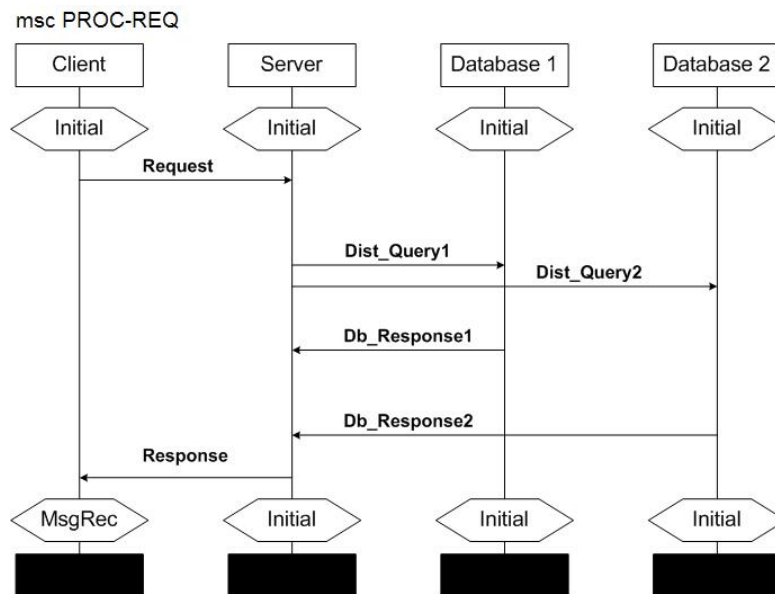 msc PROC-REQ
Client Server Database 1 Database 2
Initial Initial Initial Initial
Request
Dist_Query1
Dist_Query2
Db_Response1
Db_Response2
Response
MsgRec Initial Initial Initial